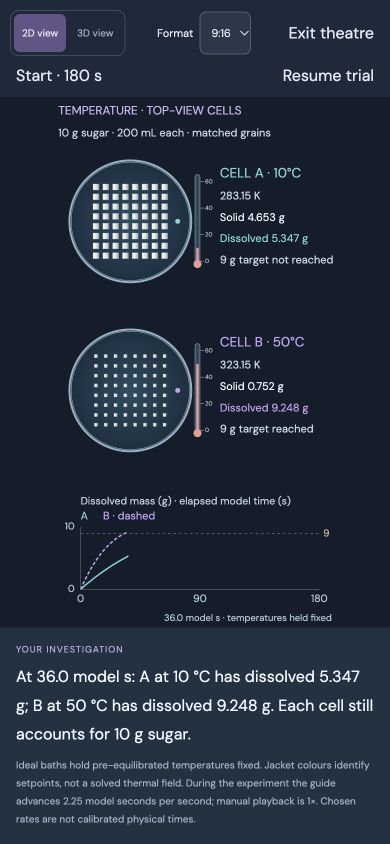 2D view 3D view Format 9:16 Exit theatre
Start · 180 s Resume trial
TEMPERATURE · TOP-VIEW CELLS
10 g sugar · 200 mL each · matched grains
CELL A · 10°C
283.15 K
Solid 4.653 g
Dissolved 5.347 g
9 g target not reached
60
40
20
0
CELL B · 50°C
323.15 K
Solid 0.752 g
Dissolved 9.248 g
9 g target reached
60
40
20
0
Dissolved mass (g) · elapsed model time (s)
A B · dashed
10
9
0
0 90 180
36.0 model s · temperatures held fixed
YOUR INVESTIGATION
At 36.0 model s: A at 10 °C has dissolved 5.347
g; B at 50 °C has dissolved 9.248 g. Each cell still
accounts for 10 g sugar.
Ideal baths hold pre-equilibrated temperatures fixed. Jacket colours identify
setpoints, not a solved thermal field. During the experiment the guide
advances 2.25 model seconds per second; manual playback is 1×. Chosen
rates are not calibrated physical times.